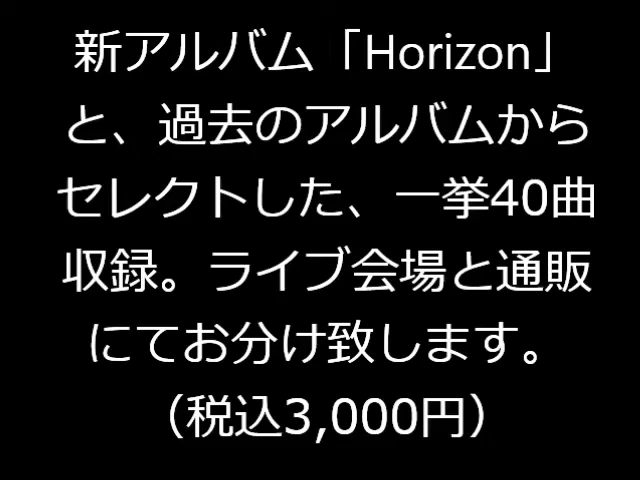 新アルバム「Horizon」
と、過去のアルバムから
セレクトした、一挙40曲
収録。ライブ会場と通販
にてお分け致します。
（税込3,000円）